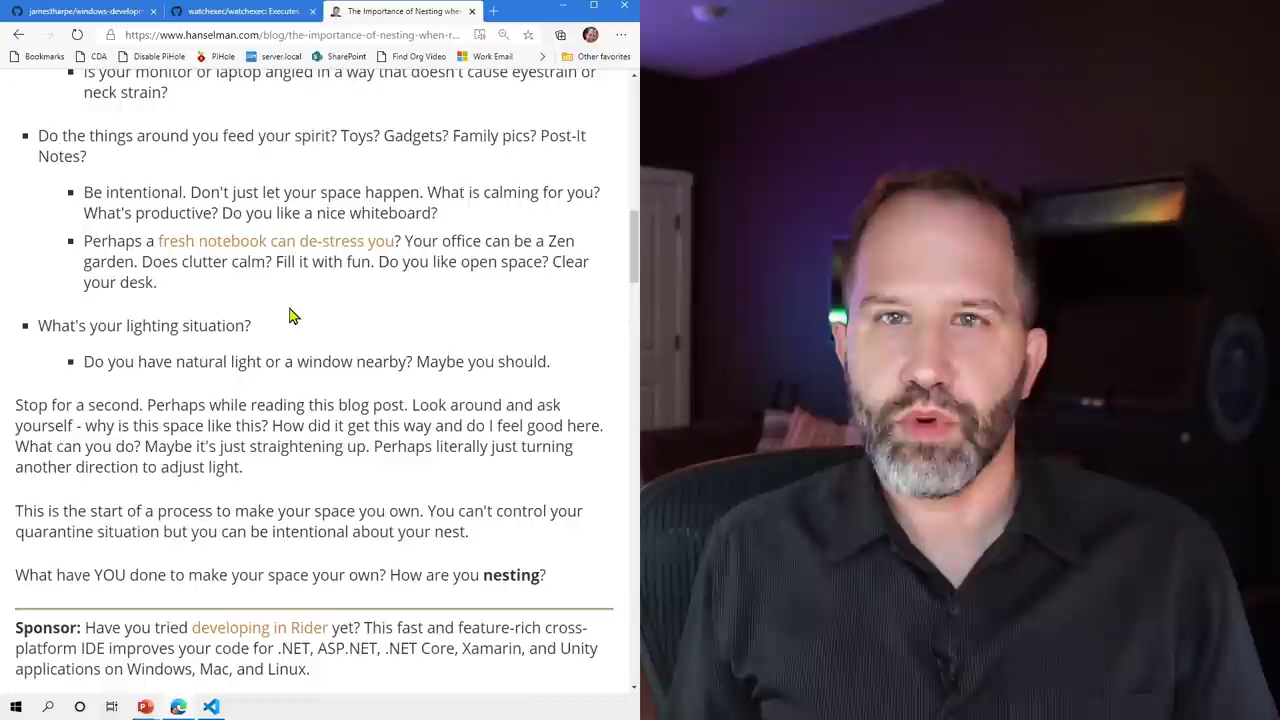 jamestharpe/windows-developm
watchexec/watchexec: Executes
The Importance of Nesting whe
https://www.hanselman.com/blog/the-importance-of-nesting-when-r...
Bookmarks CDA Disable PiHole PiHole server.local SharePoint Find Org Video Work Email Other favorites
Is your monitor or laptop angled in a way that doesn't cause eyestrain or
neck strain?
Do the things around you feed your spirit? Toys? Gadgets? Family pics? Post-It
Notes?
Be intentional. Don't just let your space happen. What is calming for you?
What's productive? Do you like a nice whiteboard?
Perhaps a fresh notebook can de-stress you? Your office can be a Zen
garden. Does clutter calm? Fill it with fun. Do you like open space? Clear
your desk.
What's your lighting situation?
Do you have natural light or a window nearby? Maybe you should.
Stop for a second. Perhaps while reading this blog post. Look around and ask
yourself - why is this space like this? How did it get this way and do I feel good here.
What can you do? Maybe it's just straightening up. Perhaps literally just turning
another direction to adjust light.
This is the start of a process to make your space you own. You can't control your
quarantine situation but you can be intentional about your nest.
What have YOU done to make your space your own? How are you nesting?
Sponsor: Have you tried developing in Rider yet? This fast and feature-rich cross-
platform IDE improves your code for .NET, ASP.NET, .NET Core, Xamarin, and Unity
applications on Windows, Mac, and Linux.